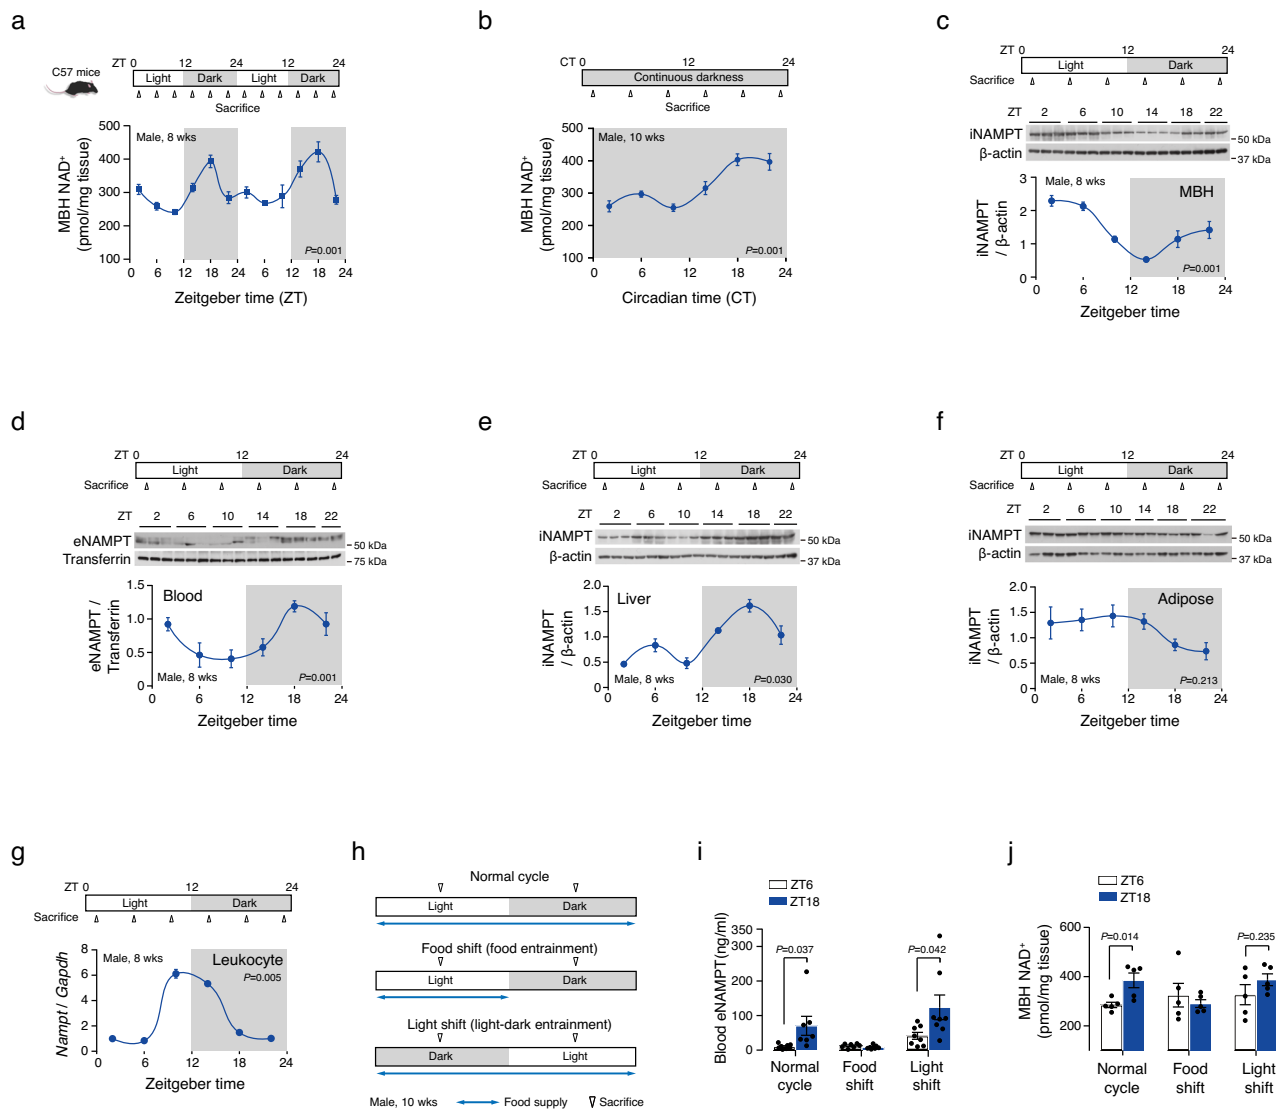 a
ZT 0 12 24 12 24
C57 mice
Light Dark Light Dark
Sacrifice
MBH NAD⁺
(pmol/mg tissue)
500
400
300
200
100
Male, 8 wks
P=0.001
0 6 12 18 24 6 12 18 24
Zeitgeber time (ZT)
b
CT 0 12 24
Continuous darkness
Sacrifice
MBH NAD⁺
(pmol/mg tissue)
500
400
300
200
100
Male, 10 wks
P=0.001
0 6 12 18 24
Circadian time (CT)
c
ZT 0 12 24
Light Dark
Sacrifice
ZT 2 6 10 14 18 22
iNAMPT
50 kDa
β-actin
37 kDa
iNAMPT
/ β-actin
3
2
1
0
Male, 8 wks
MBH
P=0.001
0 6 12 18 24
Zeitgeber time
d
ZT 0 12 24
Light Dark
Sacrifice
ZT 2 6 10 14 18 22
eNAMPT
50 kDa
Transferrin
75 kDa
eNAMPT /
Transferrin
1.5
1.0
0.5
0
Blood
Male, 8 wks
P=0.001
0 6 12 18 24
Zeitgeber time
e
ZT 0 12 24
Light Dark
Sacrifice
ZT 2 6 10 14 18 22
iNAMPT
50 kDa
β-actin
37 kDa
iNAMPT
/ β-actin
2.0
1.5
1.0
0.5
0
Liver
Male, 8 wks
P=0.030
0 6 12 18 24
Zeitgeber time
f
ZT 0 12 24
Light Dark
Sacrifice
ZT 2 6 10 14 18 22
iNAMPT
50 kDa
β-actin
37 kDa
iNAMPT
/ β-actin
2.0
1.5
1.0
0.5
0
Adipose
Male, 8 wks
P=0.213
0 6 12 18 24
Zeitgeber time
g
ZT 0 12 24
Light Dark
Sacrifice
Nampt / Gapdh
8
6
4
2
0
Male, 8 wks
Leukocyte
P=0.005
0 6 12 18 24
Zeitgeber time
h
Normal cycle
Light Dark
Food shift (food entrainment)
Light Dark
Light shift (light-dark entrainment)
Dark Light
Male, 10 wks Food supply Sacrifice
i
ZT6
ZT18
Blood eNAMPT(ng/ml)
350
300
200
100
0
P=0.037
P=0.042
Normal cycle
Food shift
Light shift
j
ZT6
ZT18
MBH NAD⁺
(pmol/mg tissue)
600
400
200
P=0.014
P=0.235
Normal cycle
Food shift
Light shift